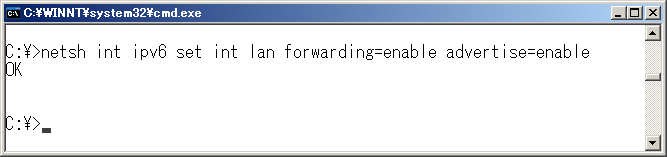 C:¥WINNT¥system32¥cmd.exe
C:¥>netsh int ipv6 set int lan forwarding=enable advertise=enable
OK
C:¥>